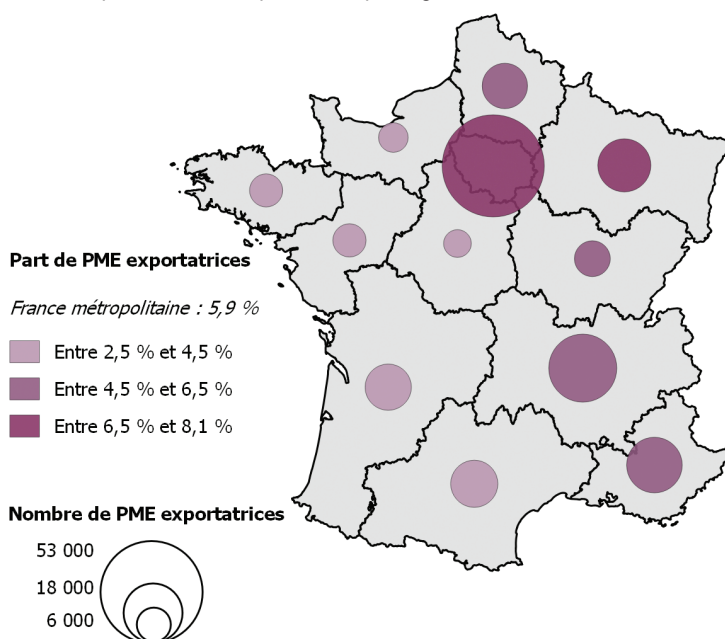 Part de PME exportatrices
France métropolitaine : 5,9 %
Entre 2,5 % et 4,5 %
Entre 4,5 % et 6,5 %
Entre 6,5 % et 8,1 %
Nombre de PME exportatrices
53 000
18 000
6 000